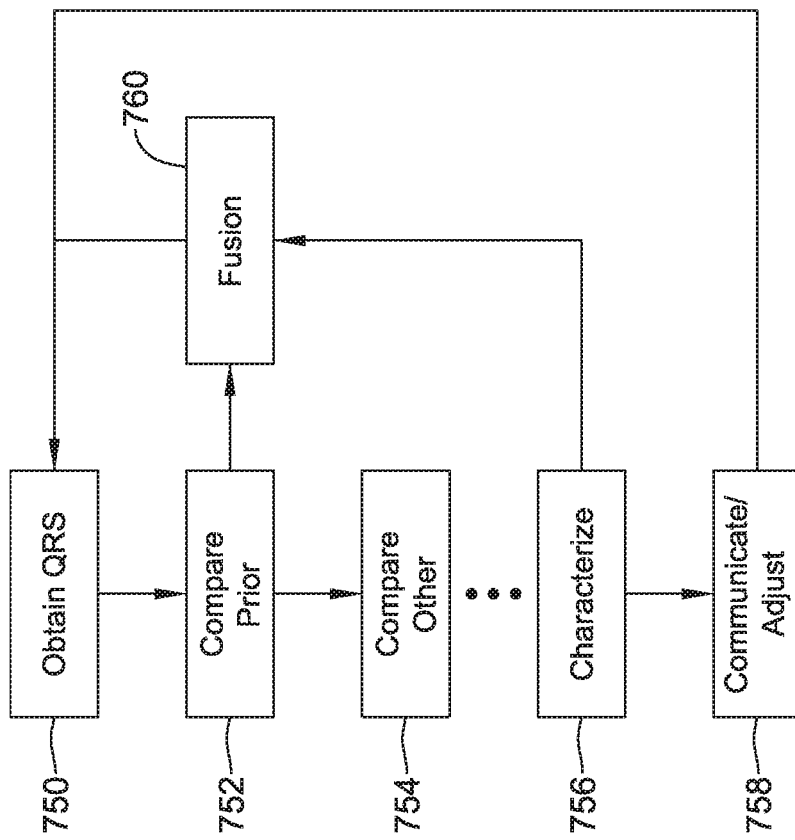 750
Obtain QRS
752
Compare
Prior
760
Fusion
754
Compare
Other
756
Characterize
758
Communicate/
Adjust